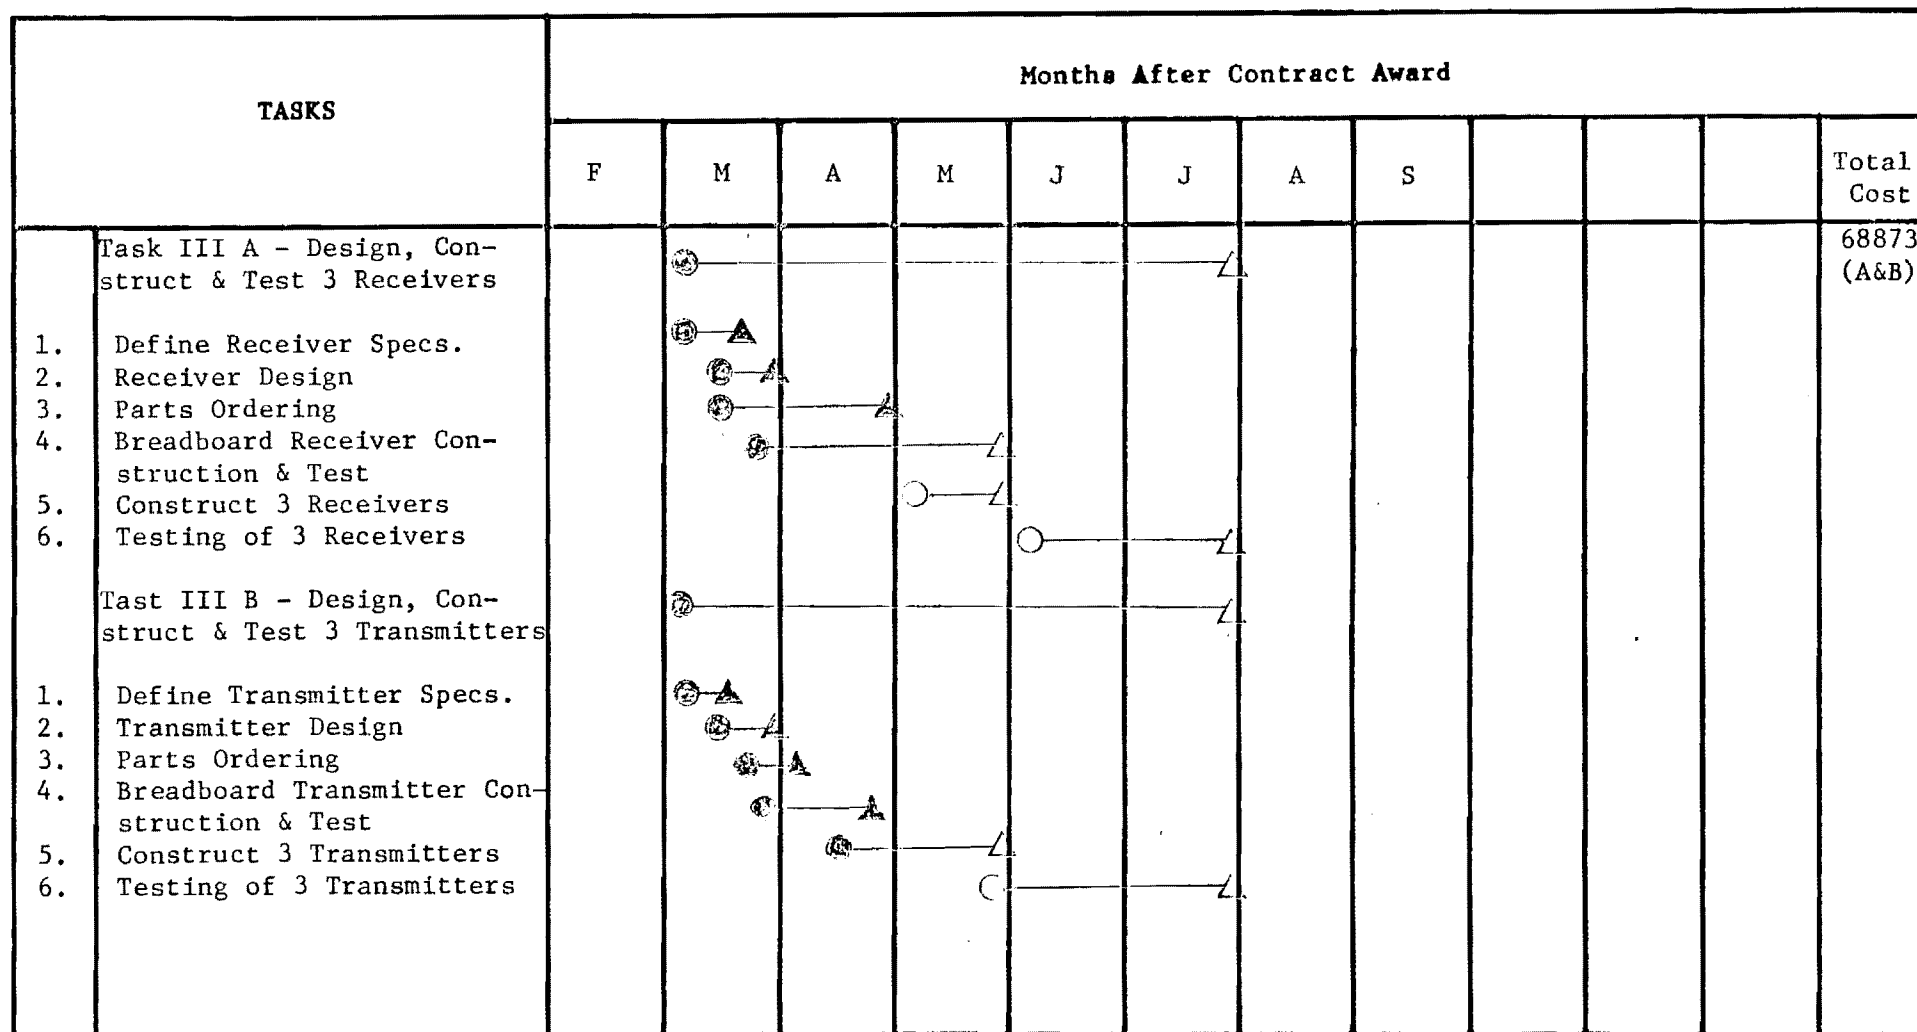 TASKS
Months After Contract Award
F M A M J J A S Total
Cost
Task III A - Design, Con-
struct & Test 3 Receivers
68873
(A&B)
1. Define Receiver Specs.
2. Receiver Design
3. Parts Ordering
4. Breadboard Receiver Con-
struction & Test
5. Construct 3 Receivers
6. Testing of 3 Receivers
Tast III B - Design, Con-
struct & Test 3 Transmitters
1. Define Transmitter Specs.
2. Transmitter Design
3. Parts Ordering
4. Breadboard Transmitter Con-
struction & Test
5. Construct 3 Transmitters
6. Testing of 3 Transmitters